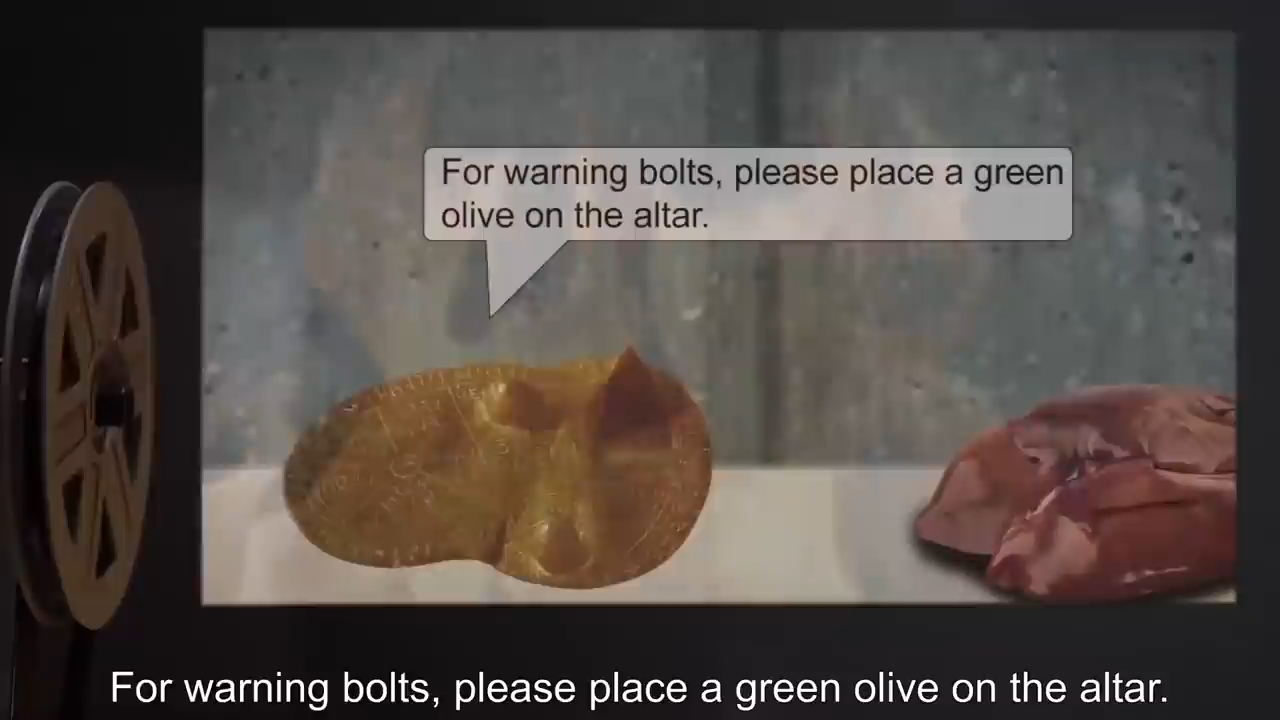 For warning bolts, please place a green
olive on the altar.
For warning bolts, please place a green olive on the altar.